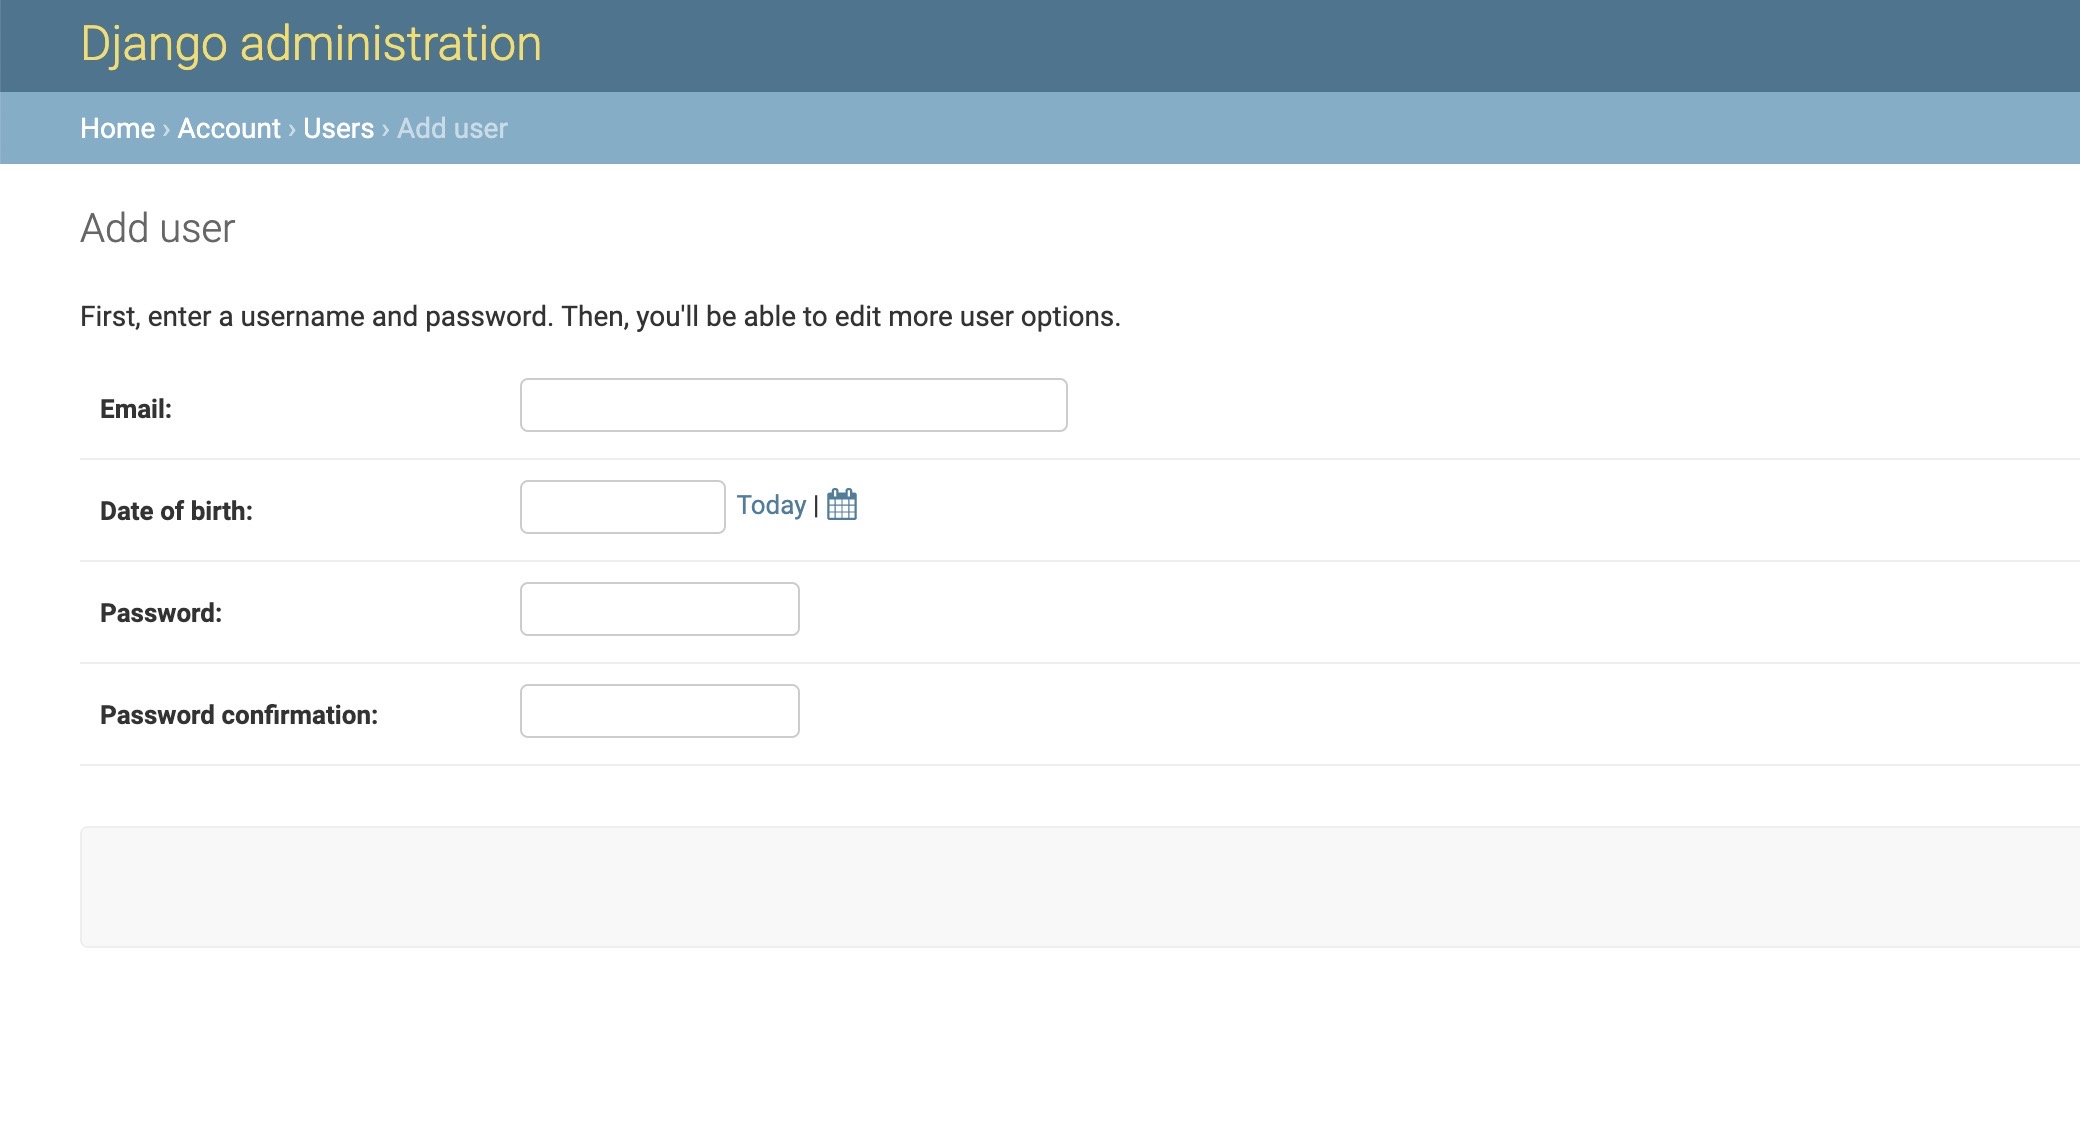 Django administration
Home › Account › Users › Add user
Add user
First, enter a username and password. Then, you'll be able to edit more user options.
Email:
Date of birth:
Today |
Password:
Password confirmation: